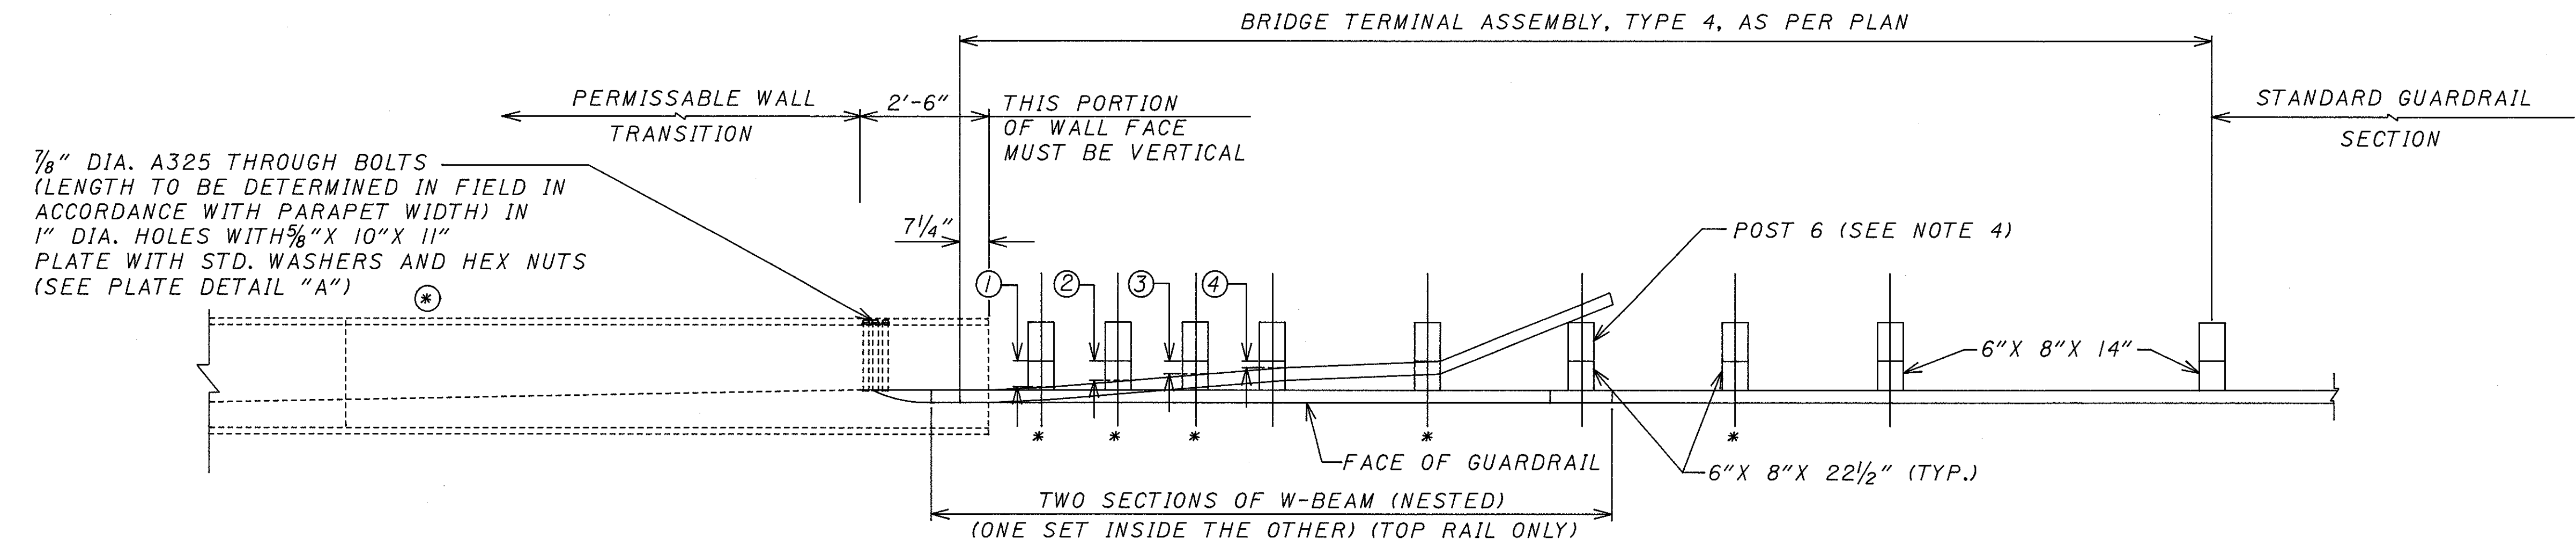 BRIDGE TERMINAL ASSEMBLY, TYPE 4, AS PER PLAN
PERMISSABLE WALL
TRANSITION
2'-6"
THIS PORTION
OF WALL FACE
MUST BE VERTICAL
STANDARD GUARDRAIL
SECTION
7/8" DIA. A325 THROUGH BOLTS
(LENGTH TO BE DETERMINED IN FIELD IN
ACCORDANCE WITH PARAPET WIDTH) IN
1" DIA. HOLES WITH 5/8"X 10"X 11"
PLATE WITH STD. WASHERS AND HEX NUTS
(SEE PLATE DETAIL "A")
*
7 1/4"
POST 6 (SEE NOTE 4)
1 2 3 4
6"X 8"X 14"
* * * * *
FACE OF GUARDRAIL
6"X 8"X 22 1/2" (TYP.)
TWO SECTIONS OF W-BEAM (NESTED)
(ONE SET INSIDE THE OTHER) (TOP RAIL ONLY)